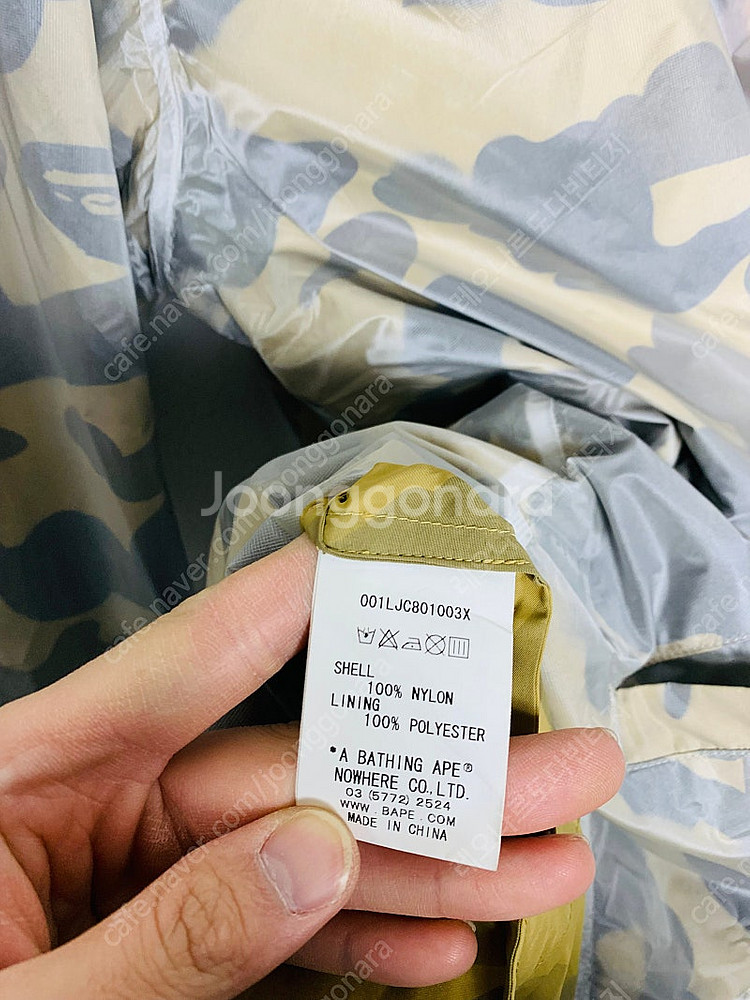 Joonggonara
001LJC801003X
SHELL
100% NYLON
LINING
100% POLYESTER
*A BATHING APE®
NOWHERE CO.,LTD.
03 (5772) 2524
WWW. BAPE. COM
MADE IN CHINA
cafe.naver.com/joonggonara